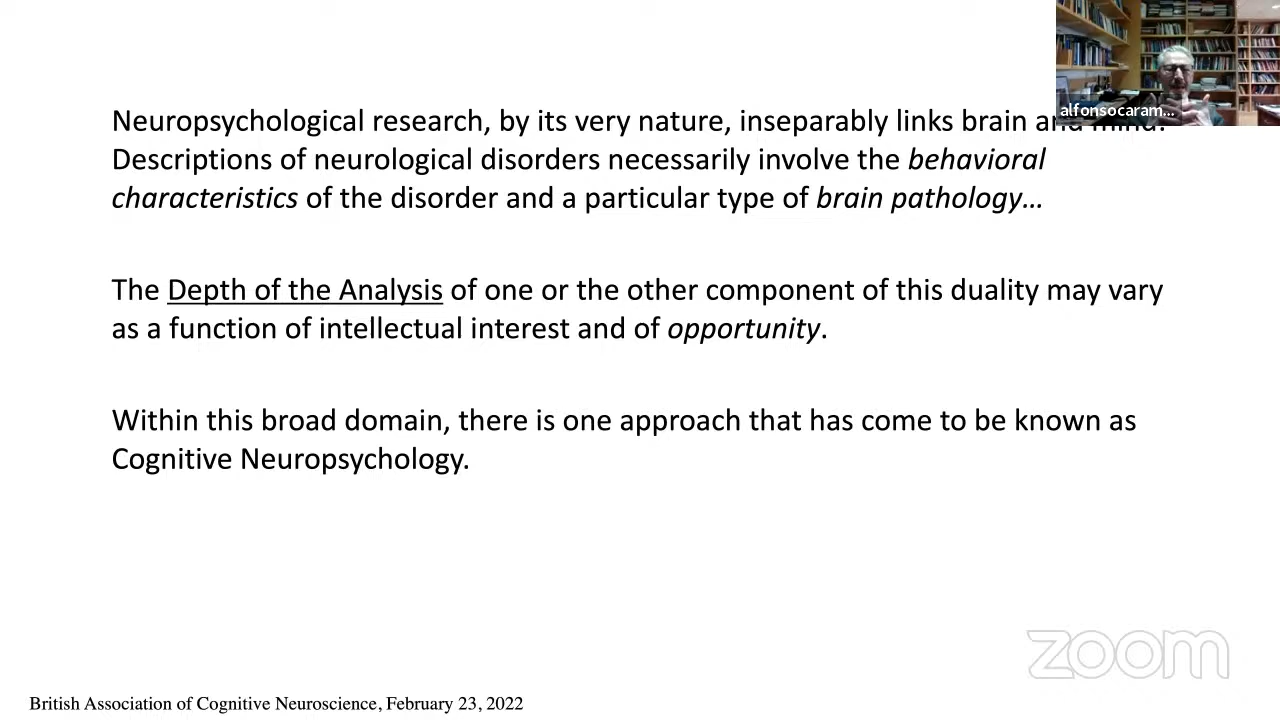 alfonsocaram...
Neuropsychological research, by its very nature, inseparably links brain and mind.
Descriptions of neurological disorders necessarily involve the behavioral
characteristics of the disorder and a particular type of brain pathology…
The Depth of the Analysis of one or the other component of this duality may vary
as a function of intellectual interest and of opportunity.
Within this broad domain, there is one approach that has come to be known as
Cognitive Neuropsychology.
zoom
British Association of Cognitive Neuroscience, February 23, 2022